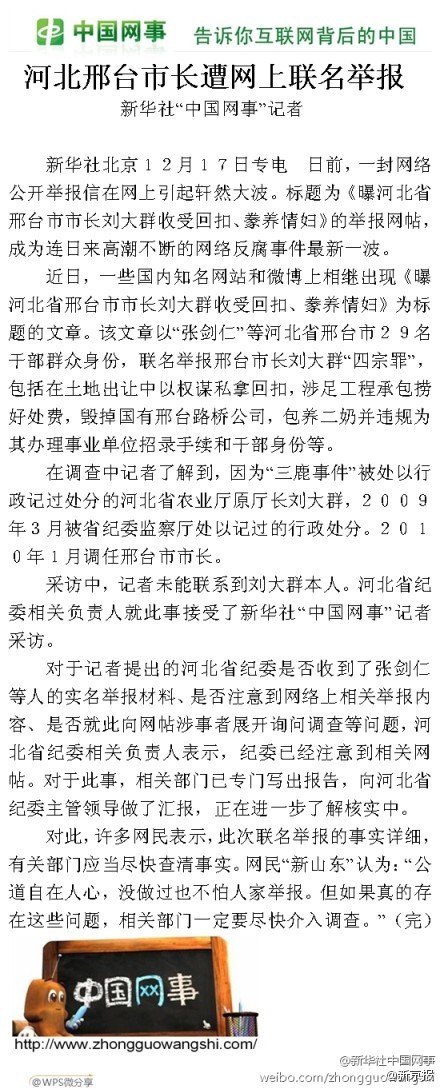 中国网事 告诉你互联网背后的中国
河北邢台市长遭网上联名举报
新华社“中国网事”记者
新华社北京１２月１７日专电 日前，一封网络
公开举报信在网上引起轩然大波。标题为《曝河北省
邢台市市长刘大群收受回扣、豢养情妇》的举报网帖，
成为连日来高潮不断的网络反腐事件最新一波。
近日，一些国内知名网站和微博上相继出现《曝
河北省邢台市市长刘大群收受回扣、豢养情妇》为标
题的文章。该文章以“张剑仁”等河北省邢台市２９名
干部群众身份，联名举报邢台市长刘大群“四宗罪”，
包括在土地出让中以权谋私拿回扣，涉足工程承包捞
好处费，毁掉国有邢台路桥公司，包养二奶并违规为
其办理事业单位招录手续和干部身份等。
在调查中记者了解到，因为“三鹿事件”被处以行
政记过处分的河北省农业厅原厅长刘大群，２００９
年３月被省纪委监察厅处以记过的行政处分。２０１
０年１月调任邢台市市长。
采访中，记者未能联系到刘大群本人。河北省纪
委相关负责人就此事接受了新华社“中国网事”记者
采访。
对于记者提出的河北省纪委是否收到了张剑仁
等人的实名举报材料、是否注意到网络上相关举报内
容、是否就此向网帖涉事者展开询问调查等问题，河
北省纪委相关负责人表示，纪委已经注意到相关网
帖。对于此事，相关部门已专门写出报告，向河北省
纪委主管领导做了汇报，正在进一步了解核实中。
对此，许多网民表示，此次联名举报的事实详细，
有关部门应当尽快查清事实。网民“新山东”认为：“公
道自在人心，没做过也不怕人家举报。但如果真的存
在这些问题，相关部门一定要尽快介入调查。”（完）
中国网事
http://www.zhongguowangshi.com/
@WPS微分享
@新华社中国网事
weibo.com/zhongguowang
@新京报